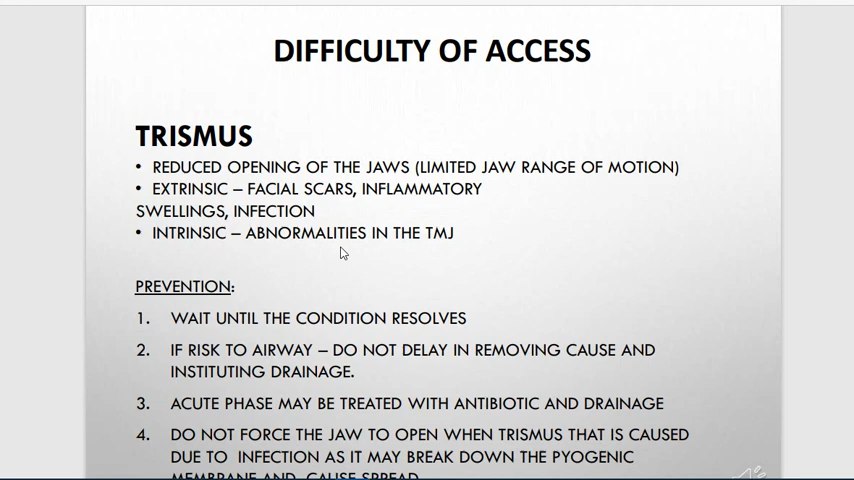 DIFFICULTY OF ACCESS
TRISMUS
• REDUCED OPENING OF THE JAWS (LIMITED JAW RANGE OF MOTION)
• EXTRINSIC – FACIAL SCARS, INFLAMMATORY
SWELLINGS, INFECTION
• INTRINSIC – ABNORMALITIES IN THE TMJ
PREVENTION:
1. WAIT UNTIL THE CONDITION RESOLVES
2. IF RISK TO AIRWAY – DO NOT DELAY IN REMOVING CAUSE AND
INSTITUTING DRAINAGE.
3. ACUTE PHASE MAY BE TREATED WITH ANTIBIOTIC AND DRAINAGE
4. DO NOT FORCE THE JAW TO OPEN WHEN TRISMUS THAT IS CAUSED
DUE TO INFECTION AS IT MAY BREAK DOWN THE PYOGENIC
MEMBRANE AND CAUSE SPREAD